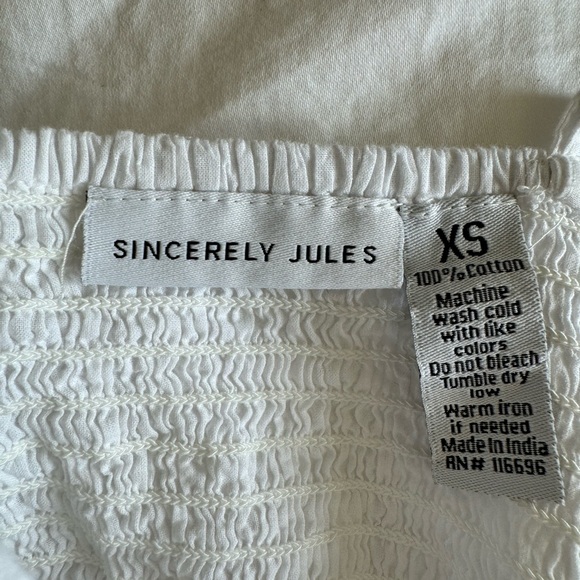 SINCERELY JULES
XS
100% Cotton
Machine
wash cold
with like
colors
Do not bleach
Tumble dry
low
Warm iron
if needed
Made In India
RN# 116696